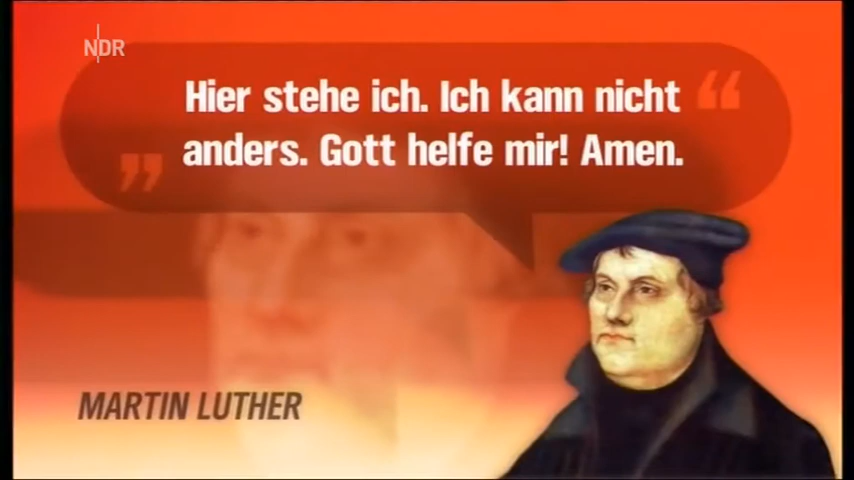 NDR
Hier stehe ich. Ich kann nicht
anders. Gott helfe mir! Amen.
MARTIN LUTHER